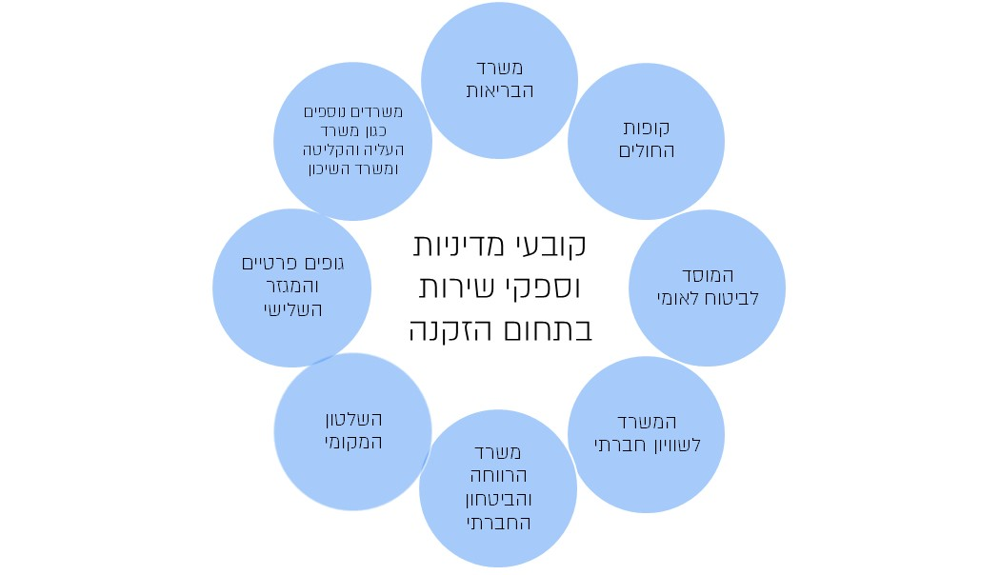 משרד
הבריאות
קופות
החולים
המוסד
לביטוח לאומי
המשרד
לשוויון חברתי
משרד
הרווחה
והביטחון
החברתי
השלטון
המקומי
גופים פרטיים
והמגזר
השלישי
משרדים נוספים
כגון משרד
העליה והקליטה
ומשרד השיכון
קובעי מדיניות
וספקי שירות
בתחום הזקנה